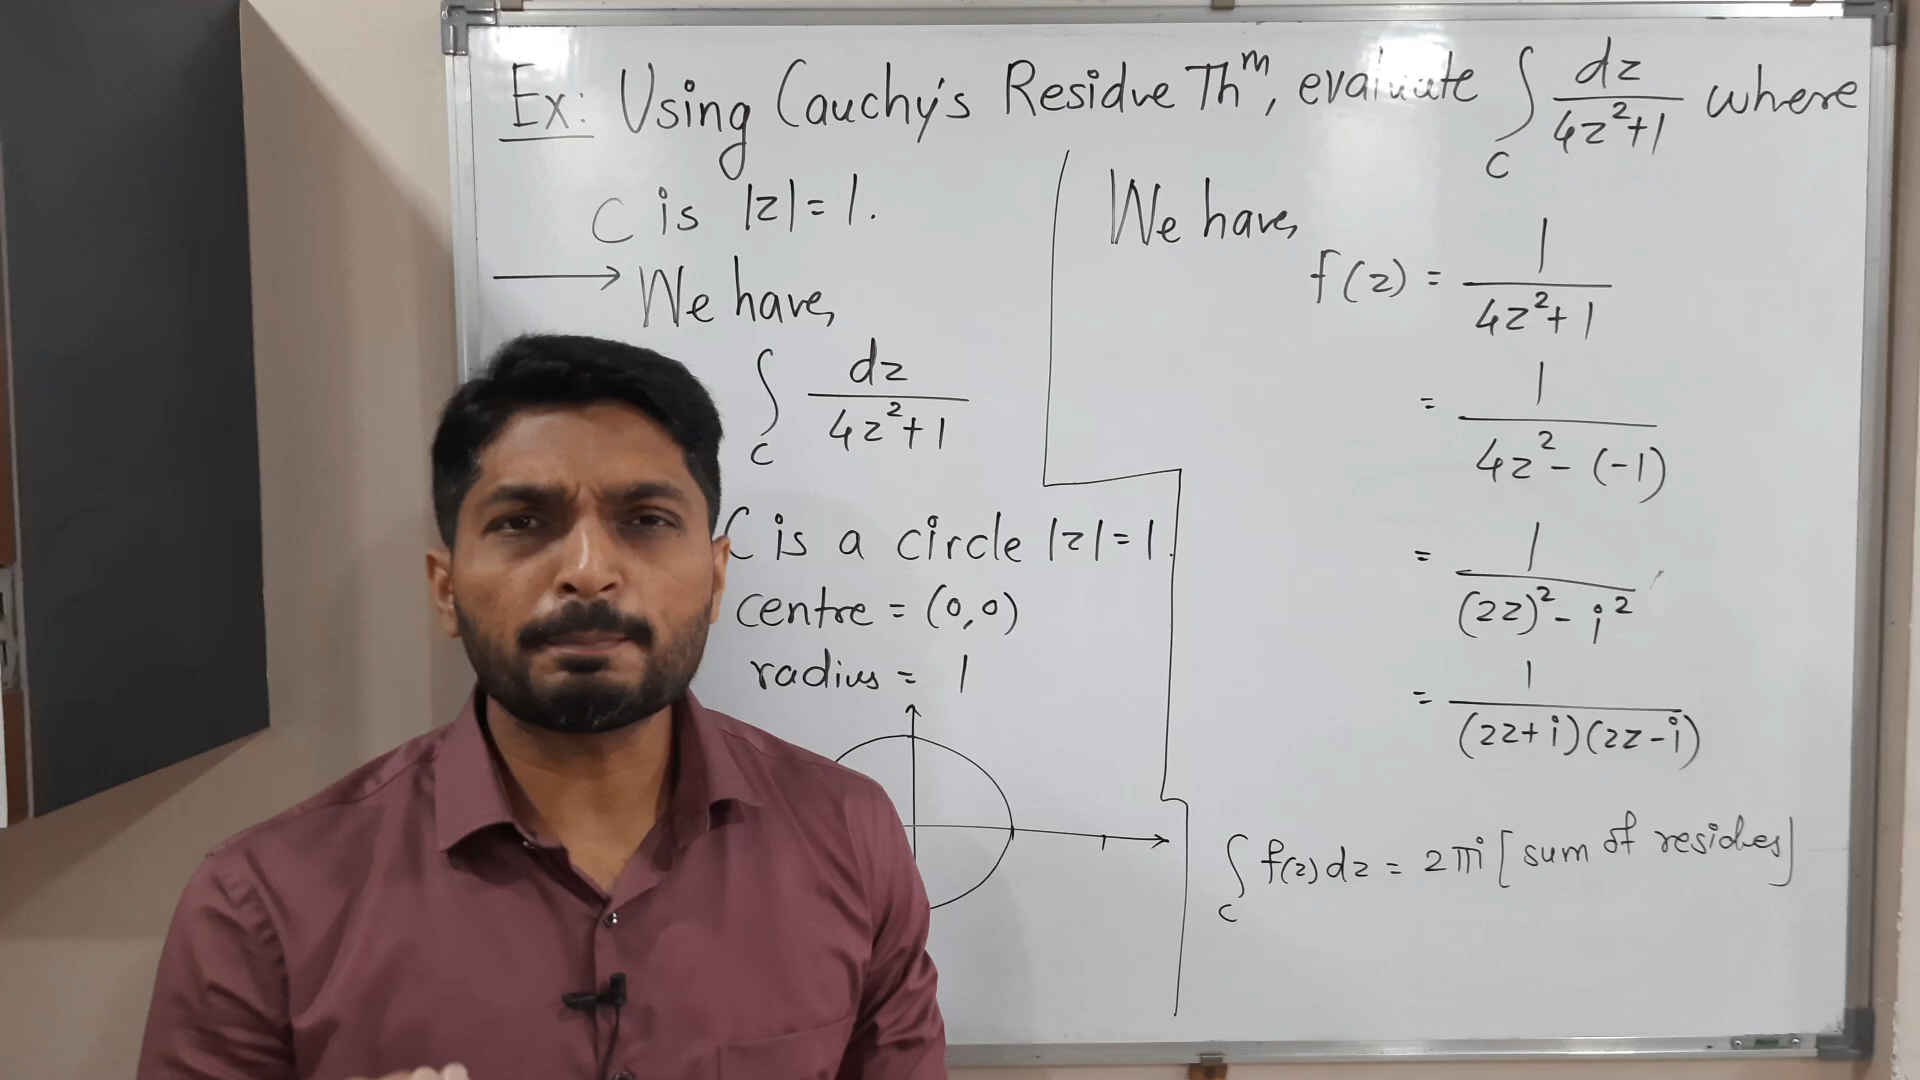 Ex: Using Cauchy's Residue Thᵐ, evaluate ∫_C dz/(4z²+1) where
C is |z|=1.
→ We have,
∫_C dz/(4z²+1)
C is a circle |z|=1.
centre = (0,0)
radius = 1
We have,
f(z) = 1/(4z²+1)
= 1/(4z²-(-1))
= 1/((2z)²-i²)
= 1/((2z+i)(2z-i))
∫_C f(z)dz = 2πi [sum of residues]